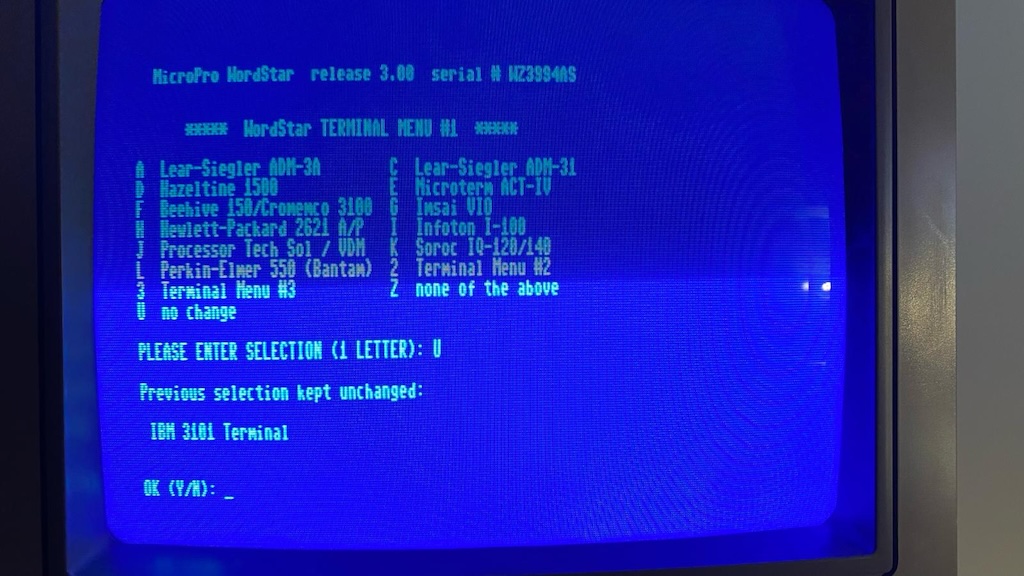 MicroPro WordStar release 3.00 serial # WZ3994AS
***** WordStar TERMINAL MENU #1 *****
A Lear-Siegler ADM-3A C Lear-Siegler ADM-31
D Hazeltine 1500 E Microterm ACT-IV
F Beehive 150/Cromemco 3100 G Imsai VIO
H Hewlett-Packard 2621 A/P I Infoton I-100
J Processor Tech Sol / VDM K Soroc IQ-120/140
L Perkin-Elmer 550 (Bantam) 2 Terminal Menu #2
3 Terminal Menu #3 Z none of the above
U no change
PLEASE ENTER SELECTION (1 LETTER): U
Previous selection kept unchanged:
IBM 3101 Terminal
OK (Y/N): _